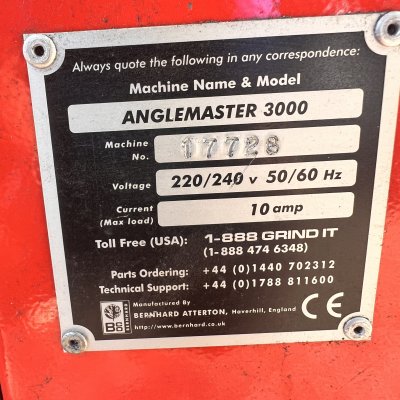 Always quote the following in any correspondence:
Machine Name & Model
ANGLEMASTER 3000
Machine No. 17728
Voltage 220/240 v 50/60 Hz
Current (Max load) 10 amp
Toll Free (USA): 1-888 GRIND IT
(1-888 474 6348)
Parts Ordering: +44 (0)1440 702312
Technical Support: +44 (0)1788 811600
Manufactured By
BERNHARD ATTERTON, Haverhill, England
http://www.bernhard.co.uk
CE
BERNHARD